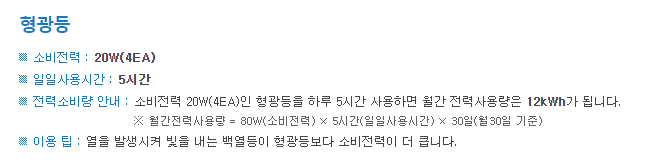 형광등
소비전력 : 20W(4EA)
일일사용시간 : 5시간
전력소비량 안내 : 소비전력 20W(4EA)인 형광등을 하루 5시간 사용하면 월간 전력사용량은 12kWh가 됩니다.
※ 월간전력사용량 = 80W(소비전력) × 5시간(일일사용시간) × 30일(월30일 기준)
이용 팁 : 열을 발생시켜 빛을 내는 백열등이 형광등보다 소비전력이 더 큽니다.